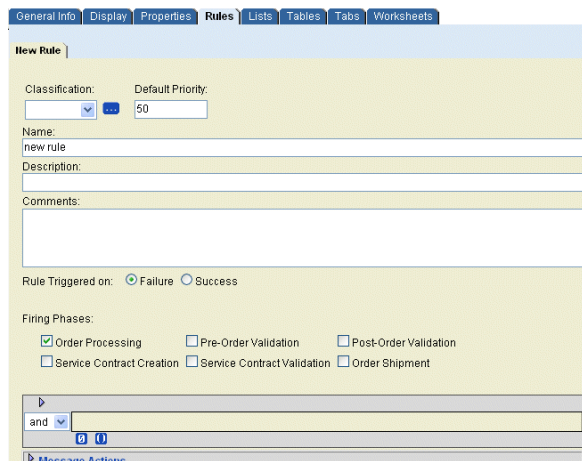 General Info Display Properties Rules Lists Tables Tabs Worksheets
New Rule
Classification: Default Priority:
... 50
Name:
new rule
Description:
Comments:
Rule Triggered on: Failure Success
Firing Phases:
Order Processing Pre-Order Validation Post-Order Validation
Service Contract Creation Service Contract Validation Order Shipment
and
()
Message Actions